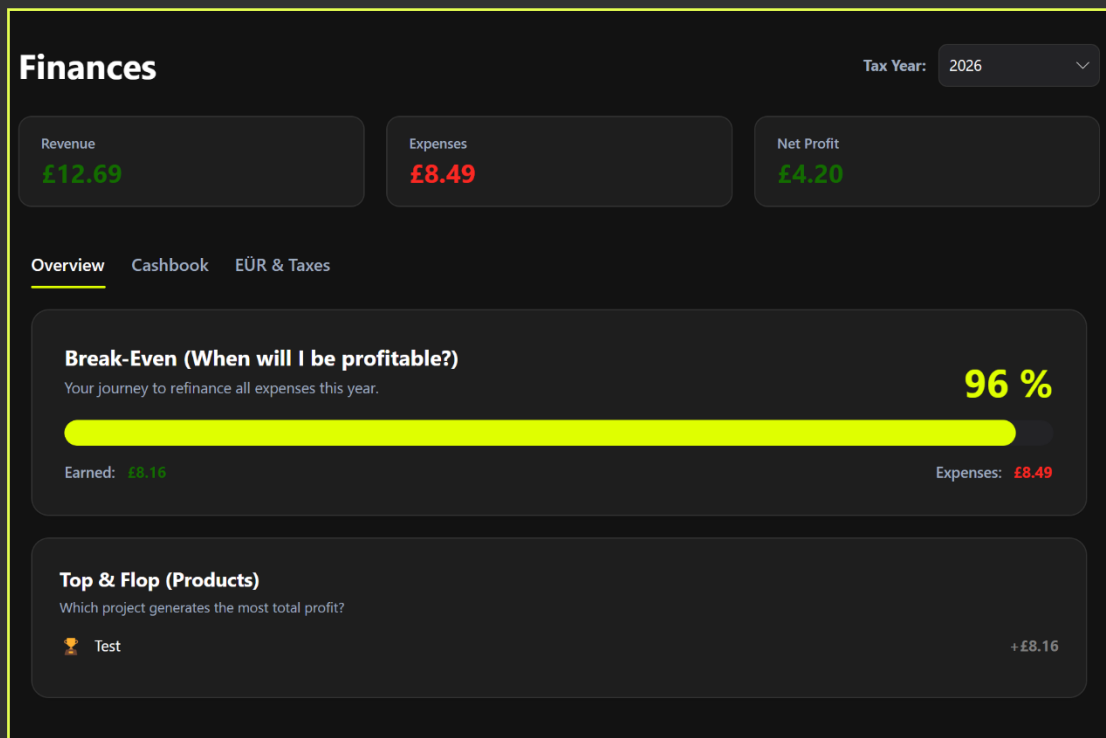 Finances
Tax Year: 2026
Revenue
£12.69
Expenses
£8.49
Net Profit
£4.20
Overview Cashbook EÜR & Taxes
Break-Even (When will I be profitable?)
Your journey to refinance all expenses this year.
96 %
Earned: £8.16
Expenses: £8.49
Top & Flop (Products)
Which project generates the most total profit?
Test
+£8.16